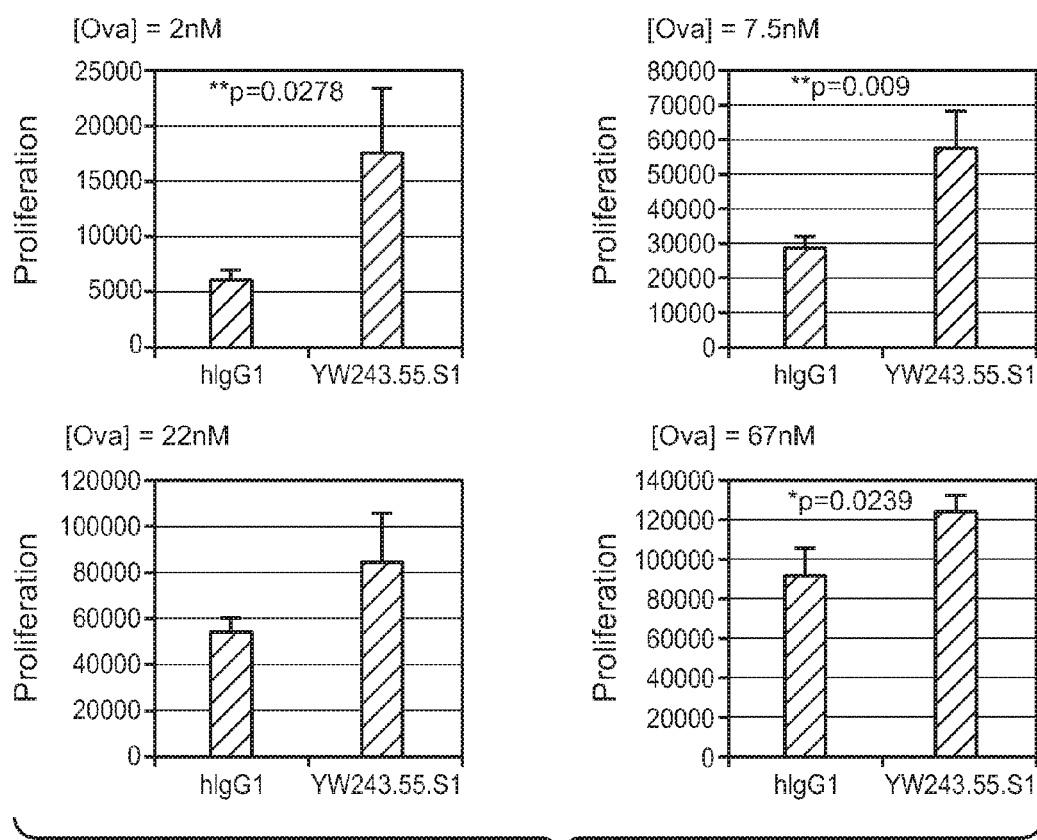 [Ova] = 2nM
25000
20000
15000
10000
5000
0
Proliferation
**p=0.0278
hIgG1 YW243.55.S1
[Ova] = 7.5nM
80000
70000
60000
50000
40000
30000
20000
10000
0
Proliferation
**p=0.009
hIgG1 YW243.55.S1
[Ova] = 22nM
120000
100000
80000
60000
40000
20000
0
Proliferation
hIgG1 YW243.55.S1
[Ova] = 67nM
140000
120000
100000
80000
60000
40000
20000
0
Proliferation
*p=0.0239
hIgG1 YW243.55.S1